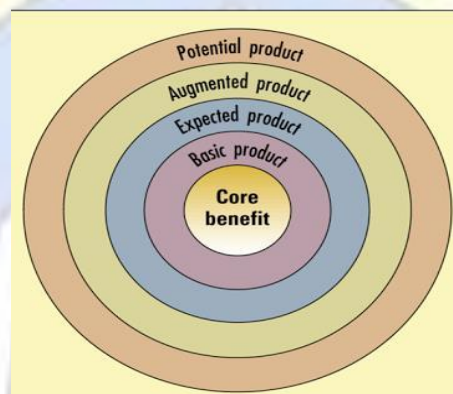 Potential product
Augmented product
Expected product
Basic product
Core
benefit